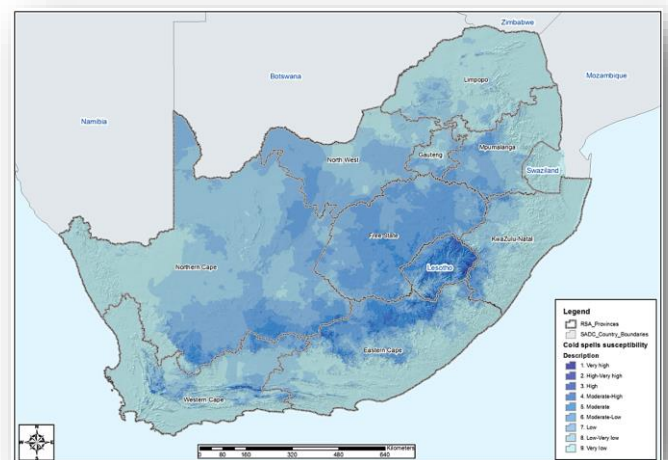 Zimbabwe
Botswana
Limpopo
Mozambique
Namibia
North West
Gauteng
Mpumalanga
Swaziland
Free State
KwaZulu-Natal
Northern Cape
Lesotho
Eastern Cape
Western Cape
Legend
RSA_Provinces
SADC_Country_Boundaries
Cold spells susceptibility
Description
1. Very high
2. High-Very high
3. High
4. Moderate-High
5. Moderate
6. Moderate-Low
7. Low
8. Low-Very low
9. Very low
N
W E
S
Kilometers
0 80 160 320 480 640